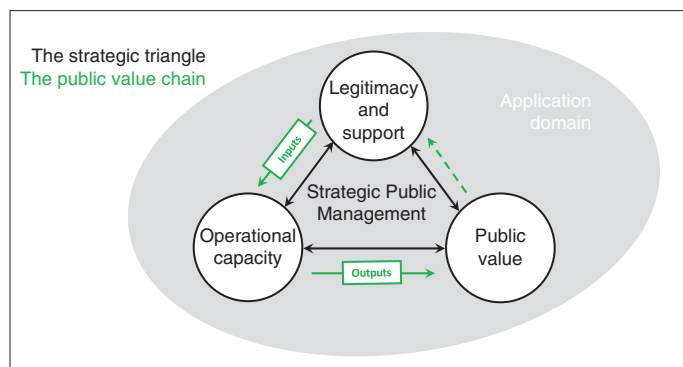 The strategic triangle
The public value chain
Legitimacy
and
support
Application
domain
Inputs
Strategic Public
Management
Operational
capacity
Public
value
Outputs